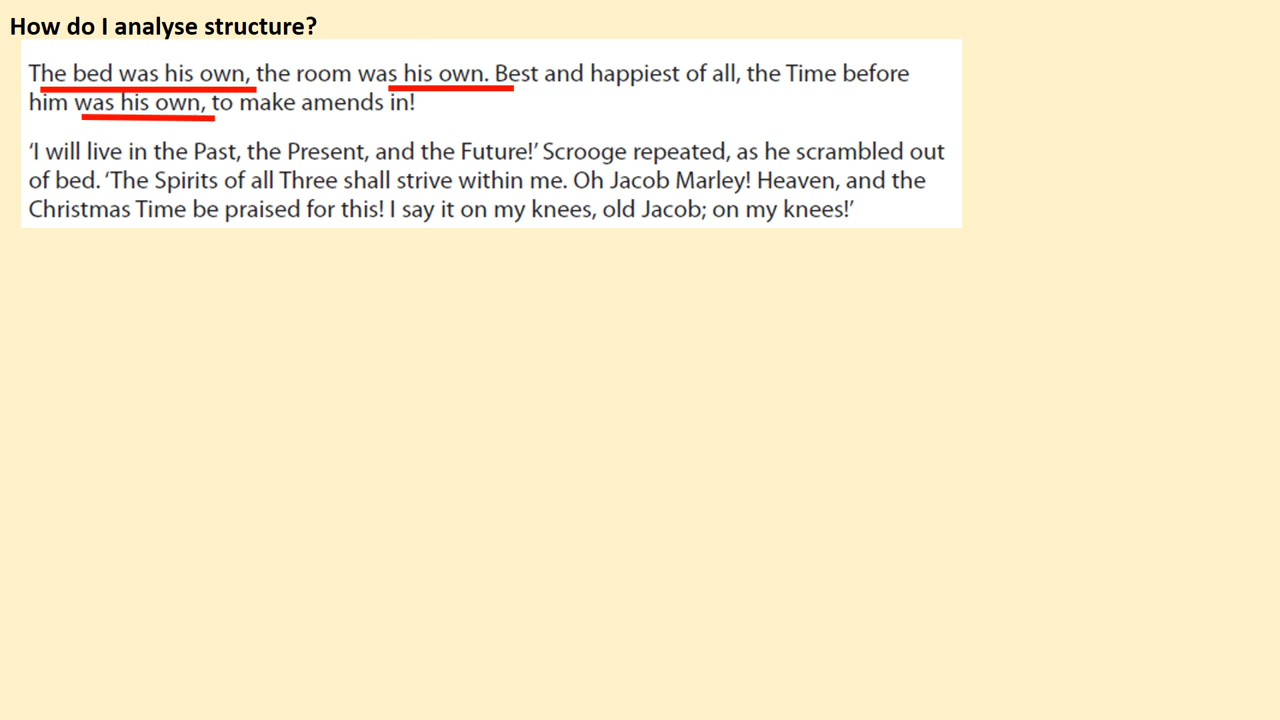 How do I analyse structure?
The bed was his own, the room was his own. Best and happiest of all, the Time before
him was his own, to make amends in!
‘I will live in the Past, the Present, and the Future!’ Scrooge repeated, as he scrambled out
of bed. ‘The Spirits of all Three shall strive within me. Oh Jacob Marley! Heaven, and the
Christmas Time be praised for this! I say it on my knees, old Jacob; on my knees!’